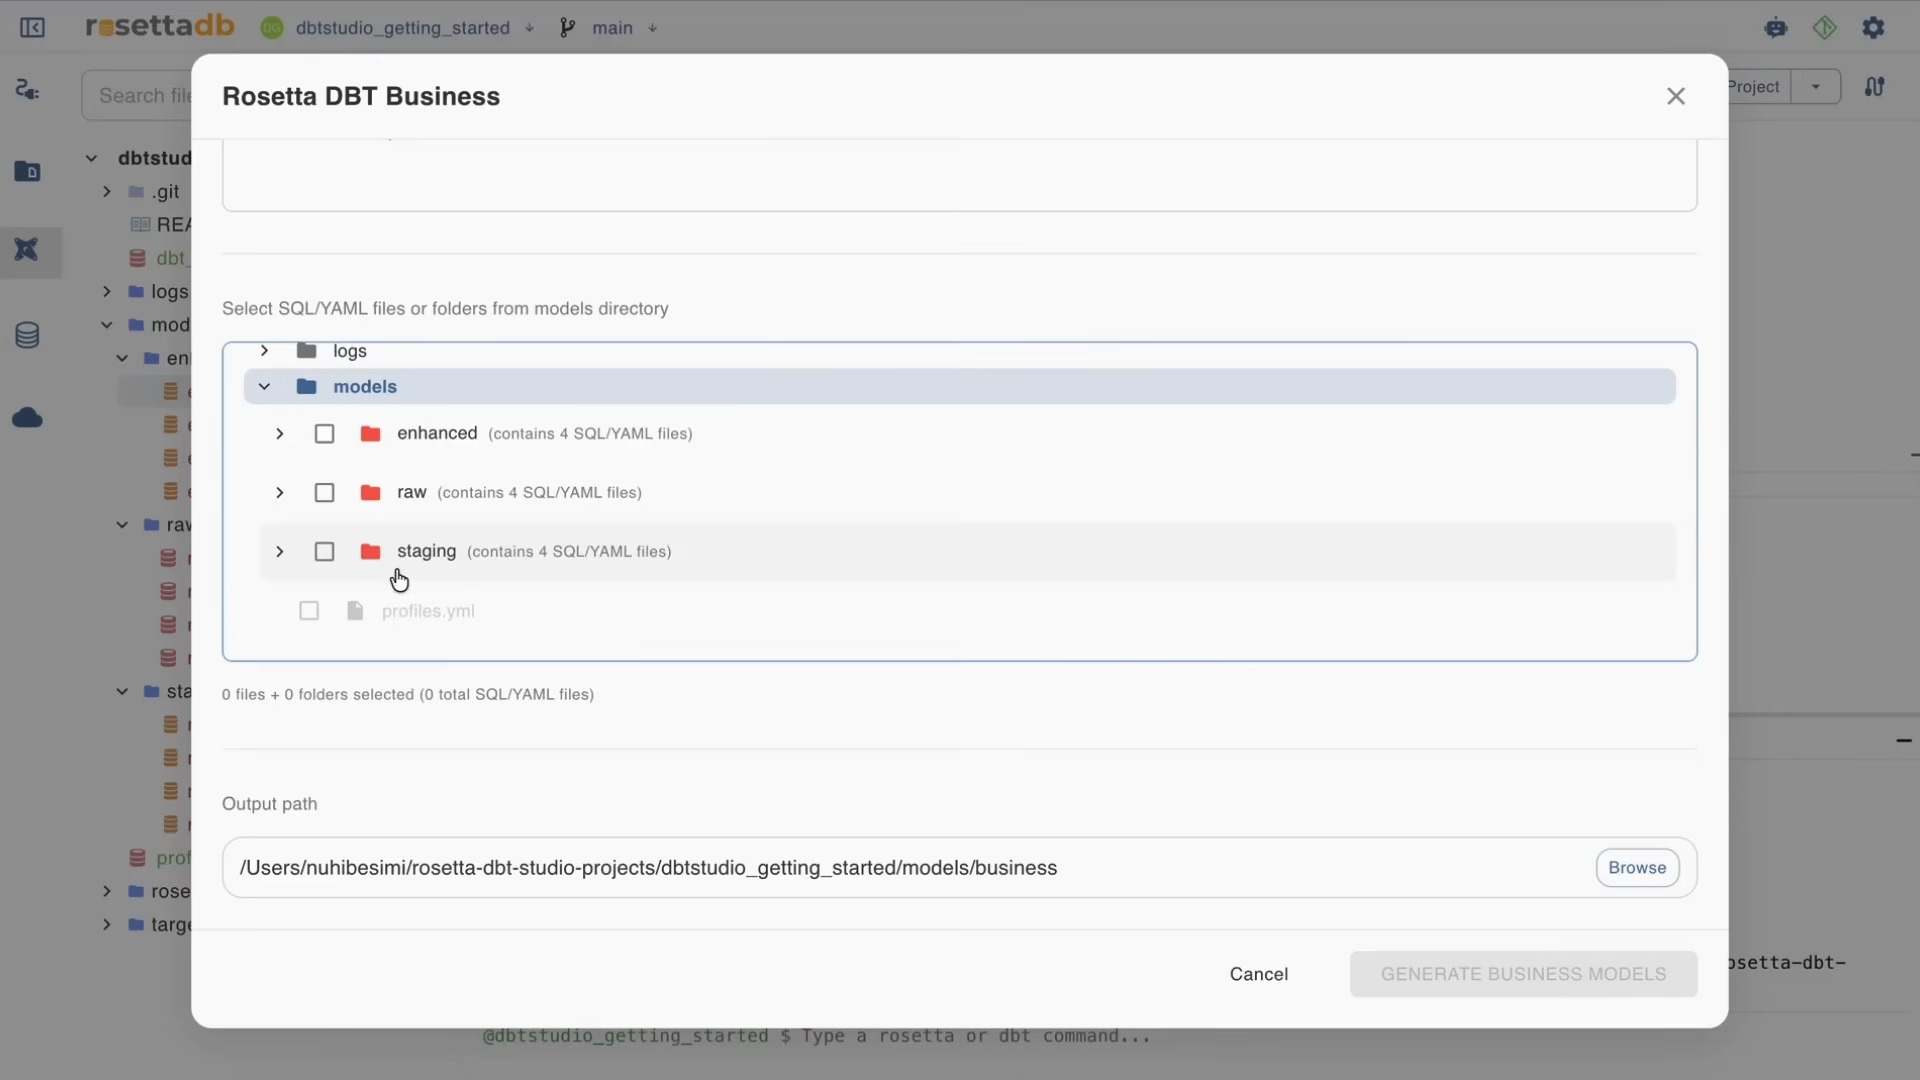 rosettadb
DG dbtstudio_getting_started
main
Search file
Project
Rosetta DBT Business
dbtstud
.git
REA
dbt_
logs
mod
en
raw
sta
prof
rose
targe
Select SQL/YAML files or folders from models directory
logs
models
enhanced (contains 4 SQL/YAML files)
raw (contains 4 SQL/YAML files)
staging (contains 4 SQL/YAML files)
profiles.yml
0 files + 0 folders selected (0 total SQL/YAML files)
Output path
/Users/nuhibesimi/rosetta-dbt-studio-projects/dbtstudio_getting_started/models/business
Browse
Cancel
GENERATE BUSINESS MODELS
osetta-dbt-
@dbtstudio_getting_started $ Type a rosetta or dbt command...